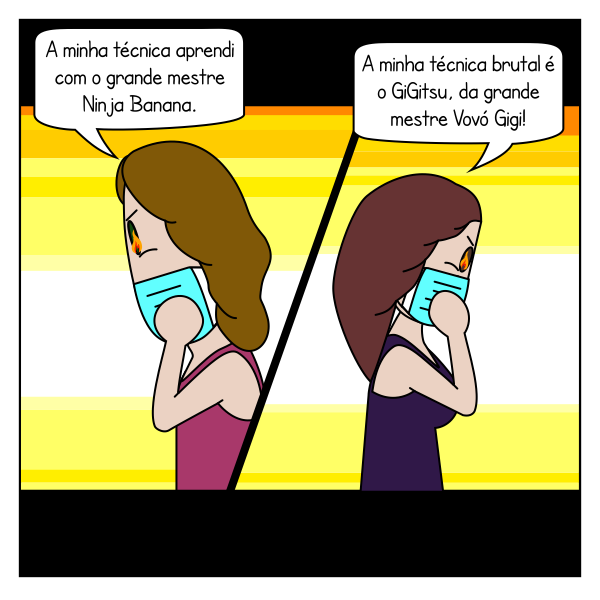 A minha técnica aprendi
com o grande mestre
Ninja Banana.
A minha técnica brutal é
o GiGitsu, da grande
mestre Vovó Gigi!